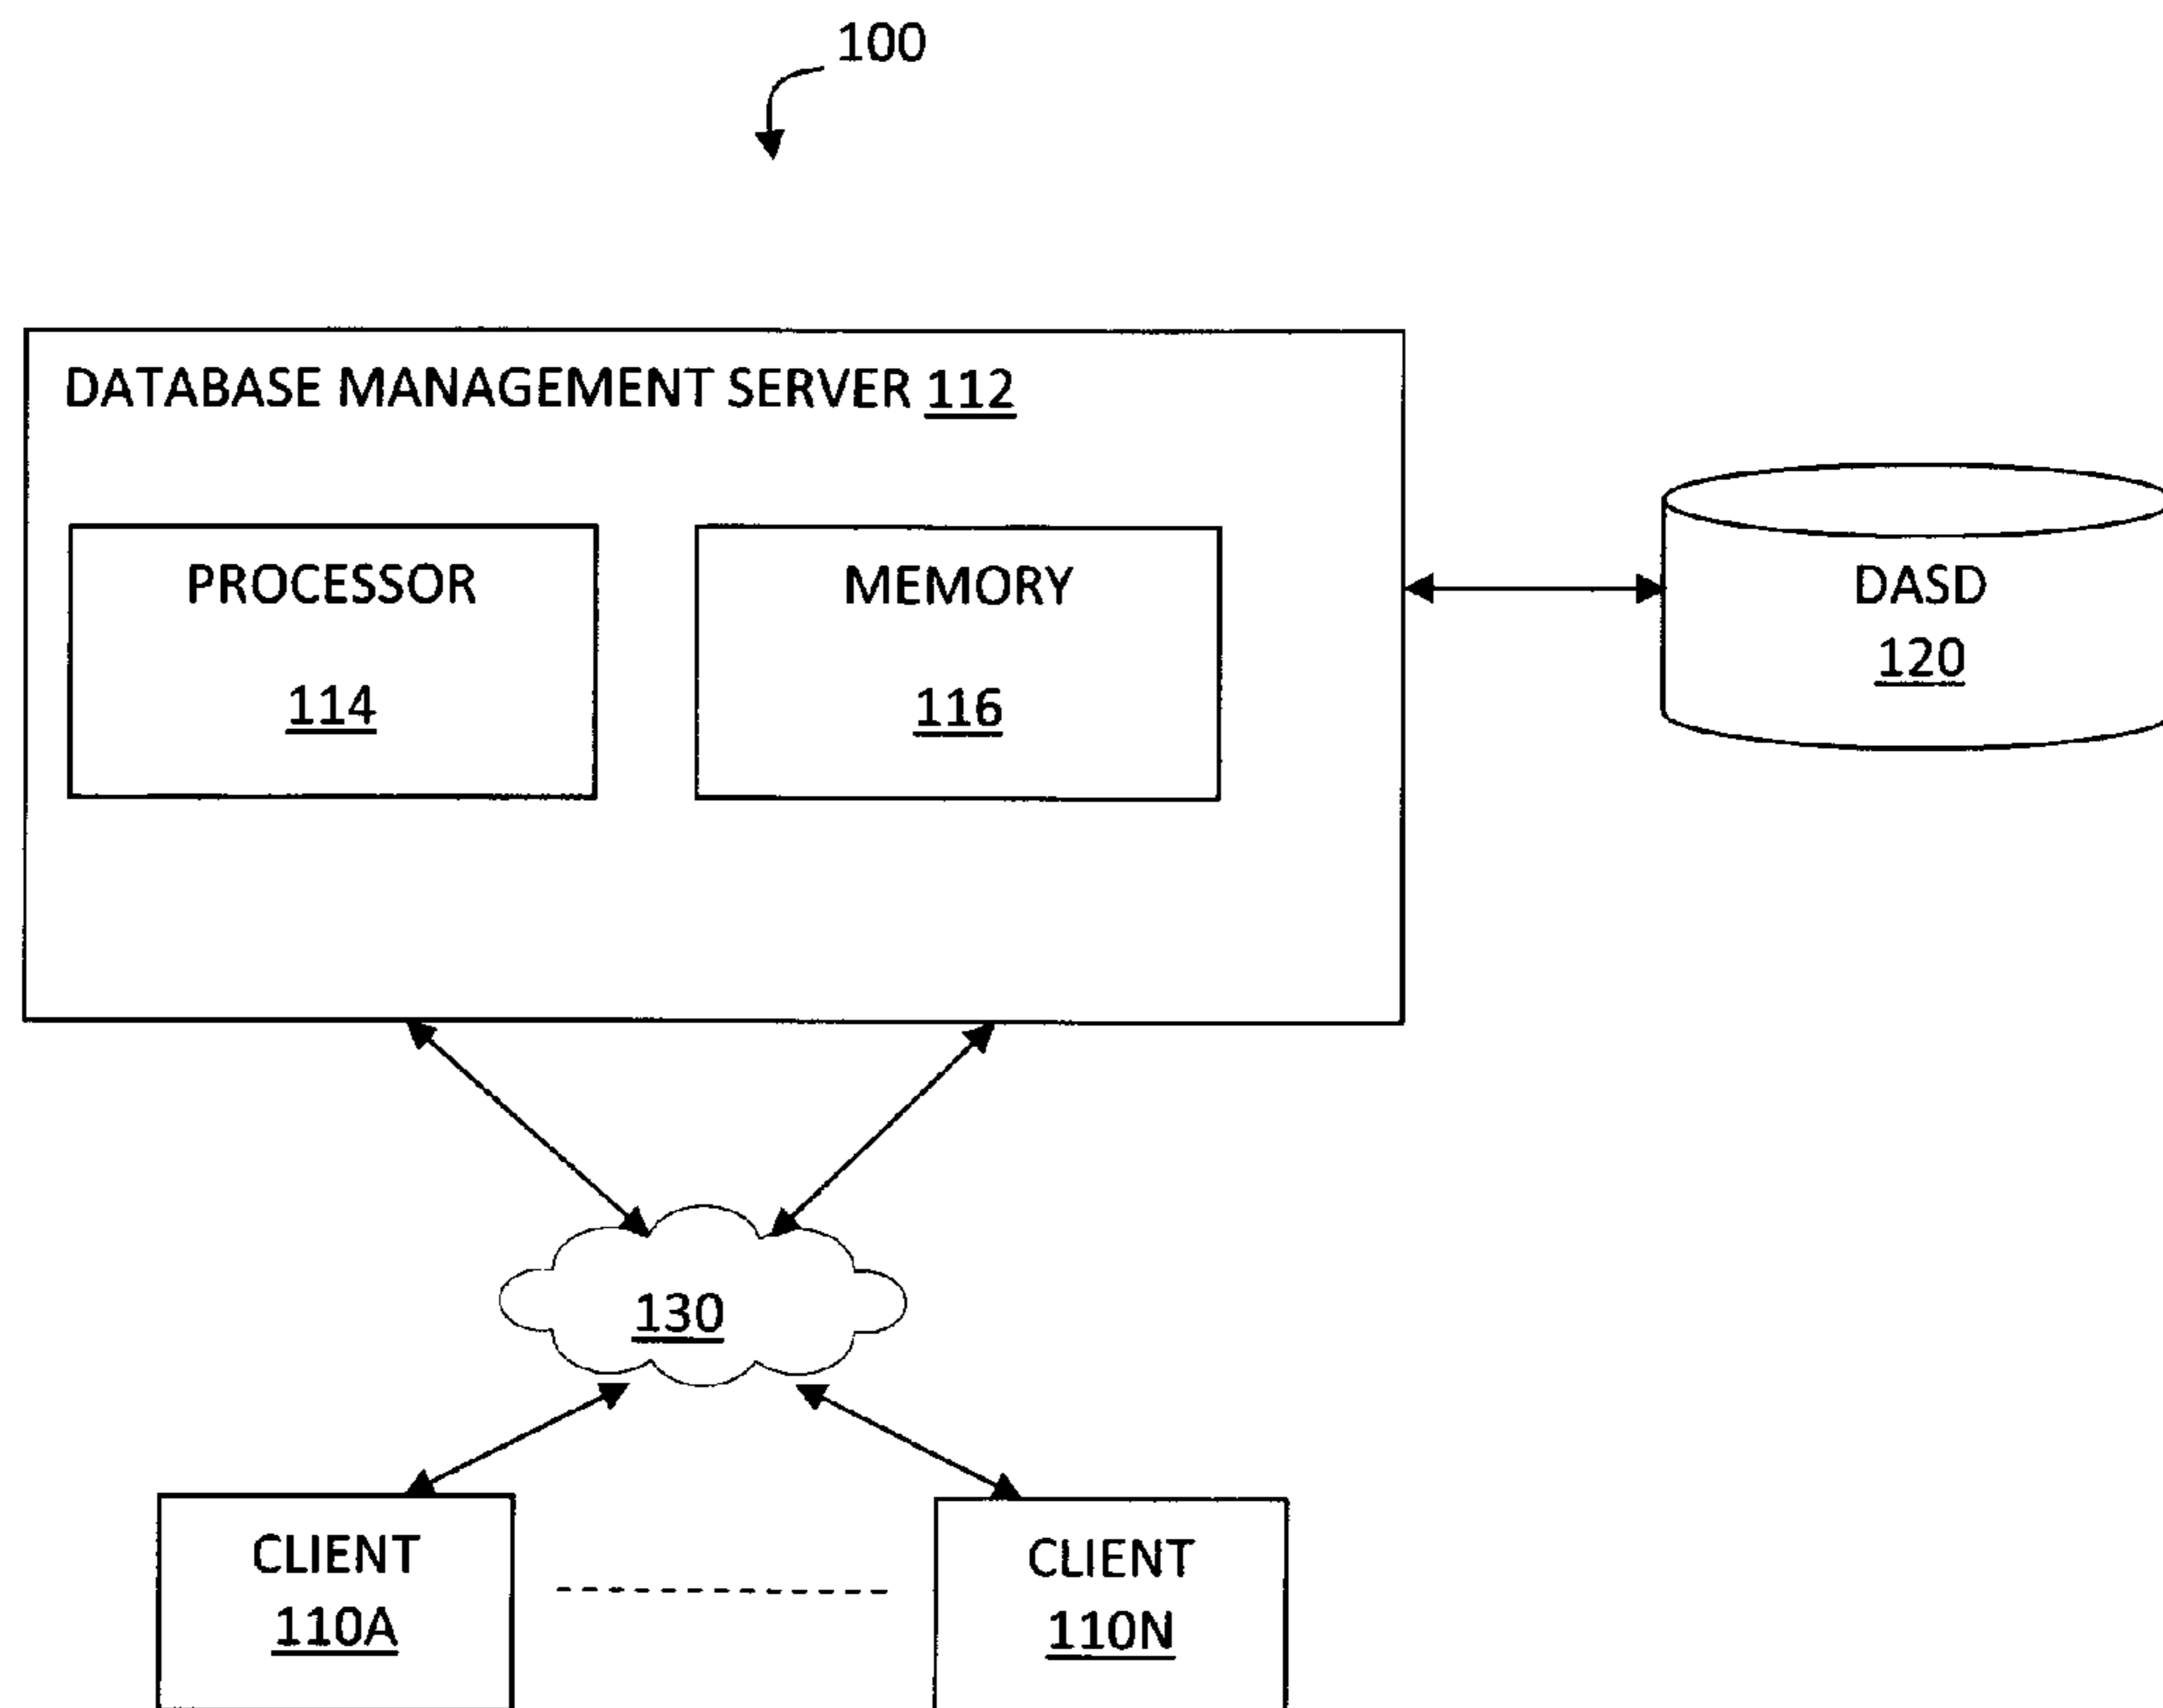 100
DATABASE MANAGEMENT SERVER 112
PROCESSOR
114
MEMORY
116
DASD
120
130
CLIENT
110A
CLIENT
110N